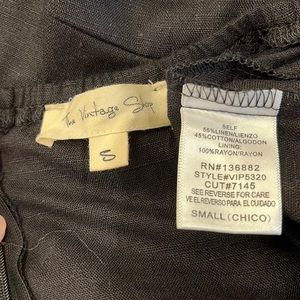 The Vintage Shop
S
SELF
55%LINEN/LIENZO
45%COTTON/ALGODON
LINING:
100%RAYON/RAYON
RN#136882
STYLE#VIP5320
CUT#7145
SEE REVERSE FOR CARE
VE EL REVERSO PARA EL CUIDADO
SMALL(CHICO)